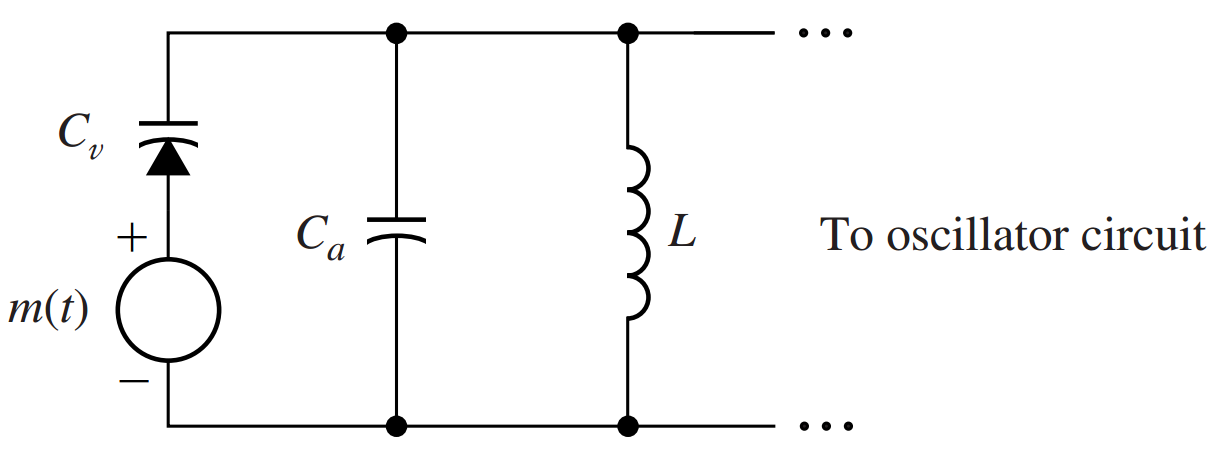 C_v
+
C_a
L
To oscillator circuit
m(t)
−